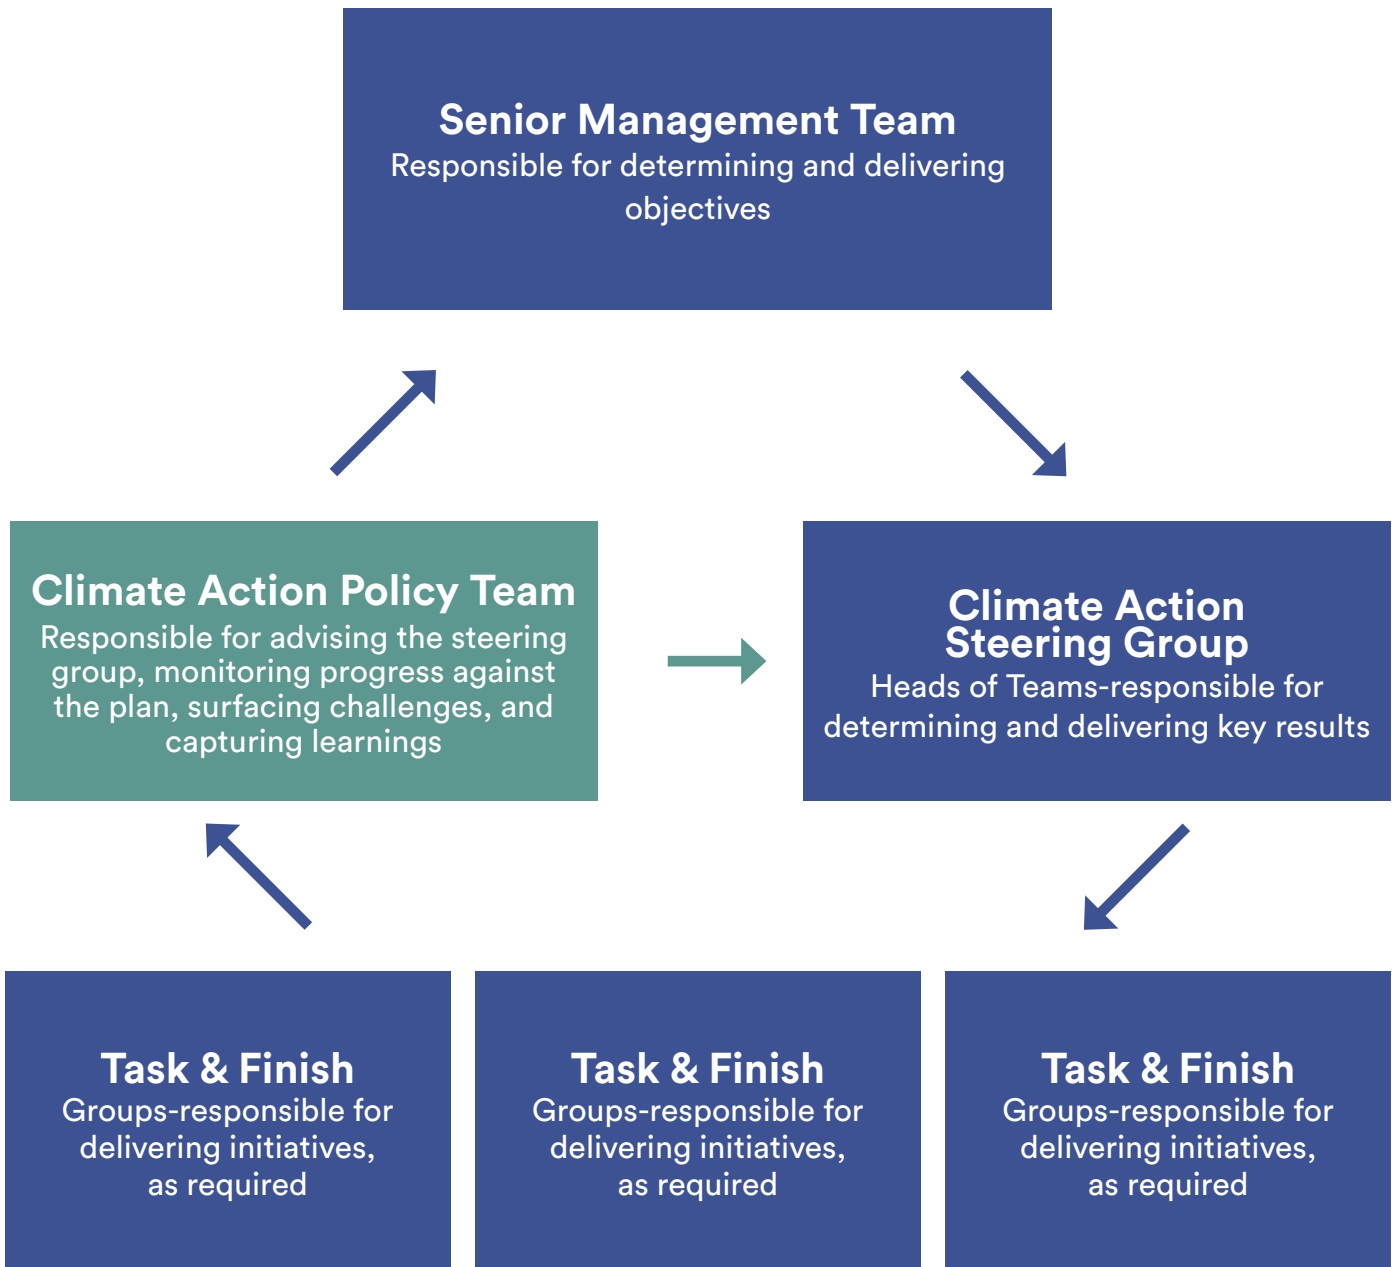 Senior Management Team
Responsible for determining and delivering
objectives
Climate Action Policy Team
Responsible for advising the steering
group, monitoring progress against
the plan, surfacing challenges, and
capturing learnings
Climate Action
Steering Group
Heads of Teams-responsible for
determining and delivering key results
Task & Finish
Groups-responsible for
delivering initiatives,
as required
Task & Finish
Groups-responsible for
delivering initiatives,
as required
Task & Finish
Groups-responsible for
delivering initiatives,
as required